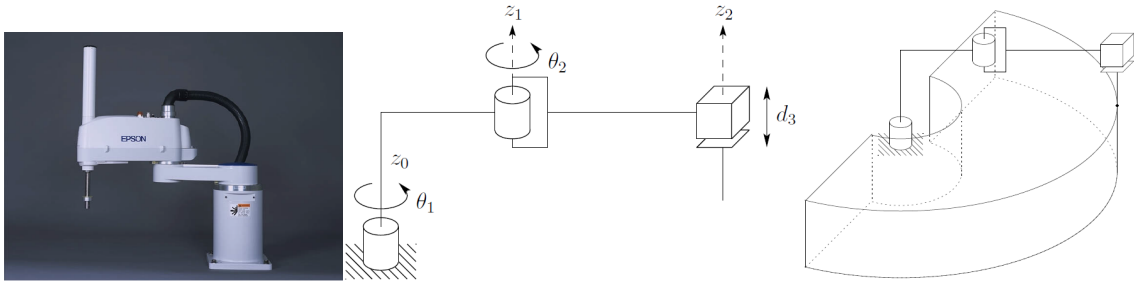 EPSON
z₁
θ₂
z₂
d₃
z₀
θ₁